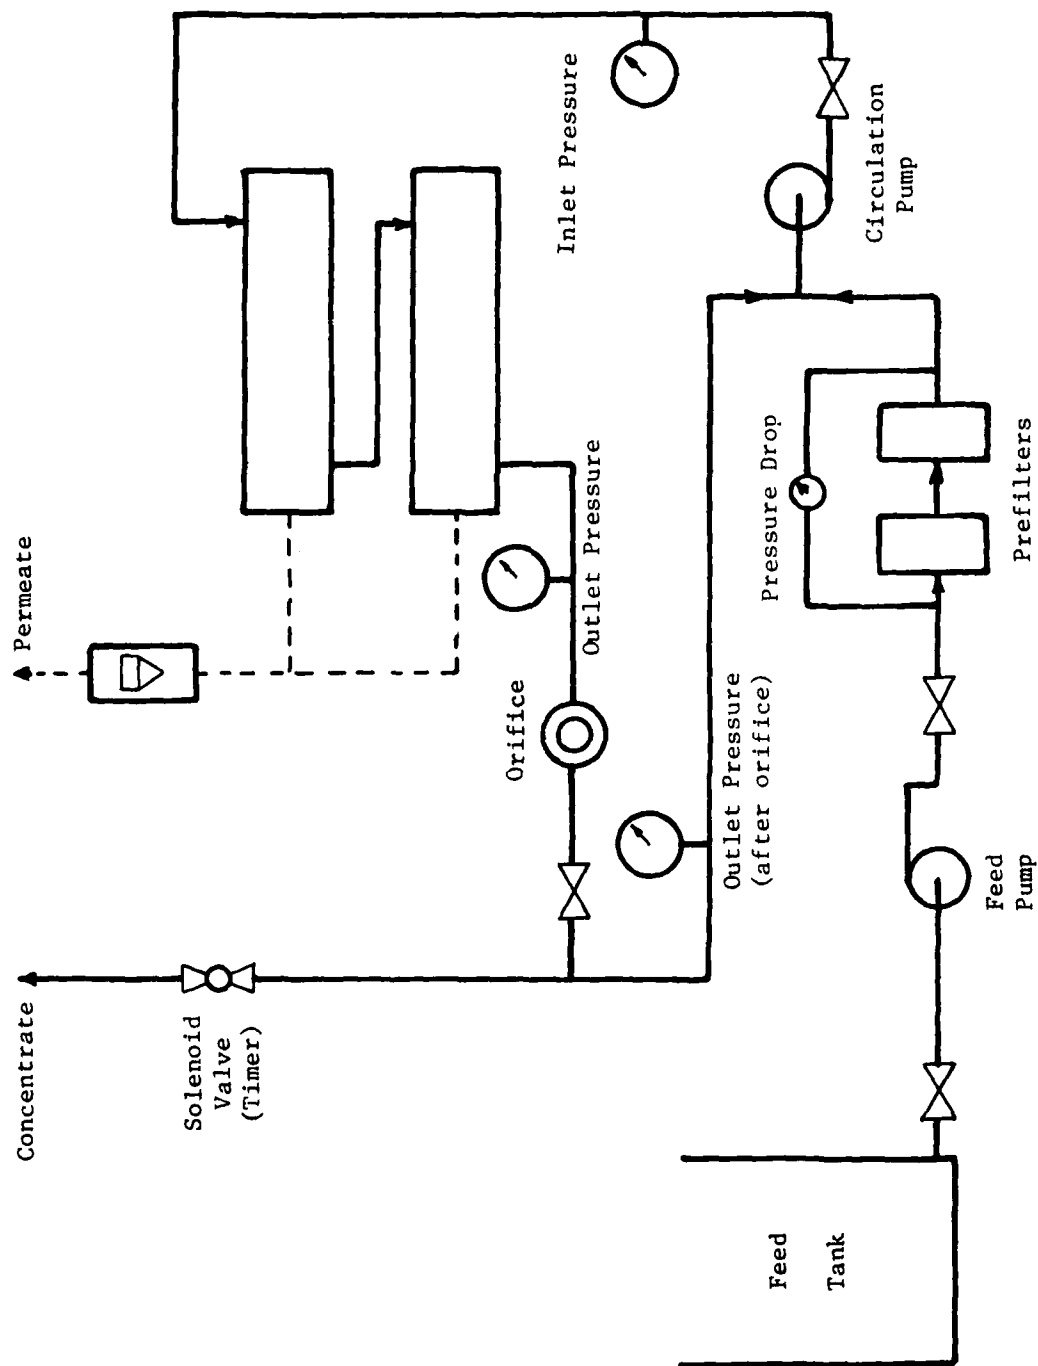 Concentrate
Permeate
Solenoid
Valve
(Timer)
Orifice
Outlet Pressure
Inlet Pressure
Outlet Pressure
(after orifice)
Pressure Drop
Circulation
Pump
Feed
Tank
Feed
Pump
Prefilters